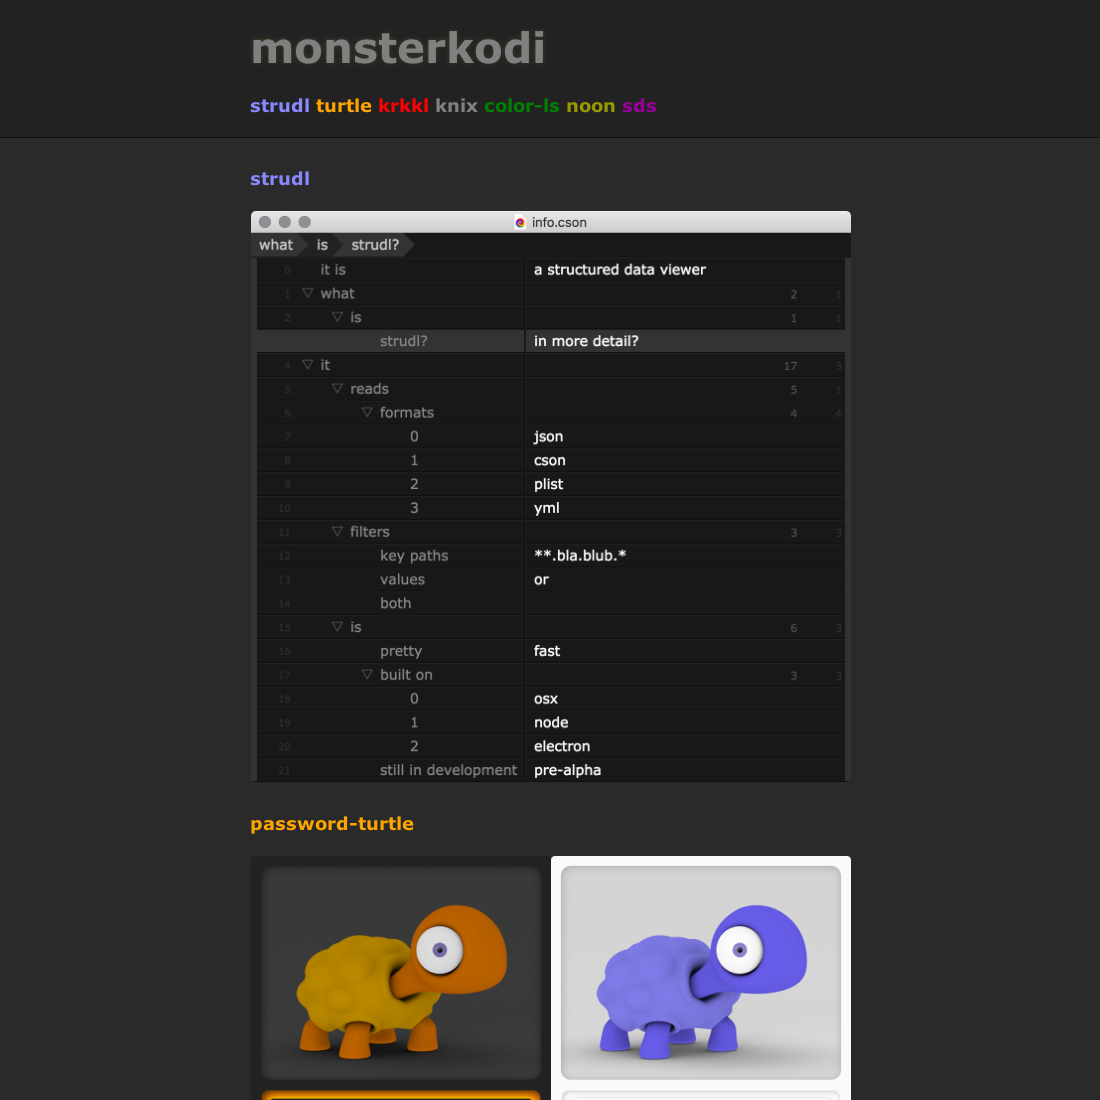 monsterkodi
strudl turtle krkkl knix color-ls noon sds
strudl
info.cson
what is strudl?
0 it is a structured data viewer
1 ▽ what 2 1
2 ▽ is 1 1
strudl? in more detail?
4 ▽ it 17 3
5 ▽ reads 5 1
6 ▽ formats 4 4
7 0 json
8 1 cson
9 2 plist
10 3 yml
11 ▽ filters 3 3
12 key paths **.bla.blub.*
13 values or
14 both
15 ▽ is 6 3
16 pretty fast
17 ▽ built on 3 3
18 0 osx
19 1 node
20 2 electron
21 still in development pre-alpha
password-turtle